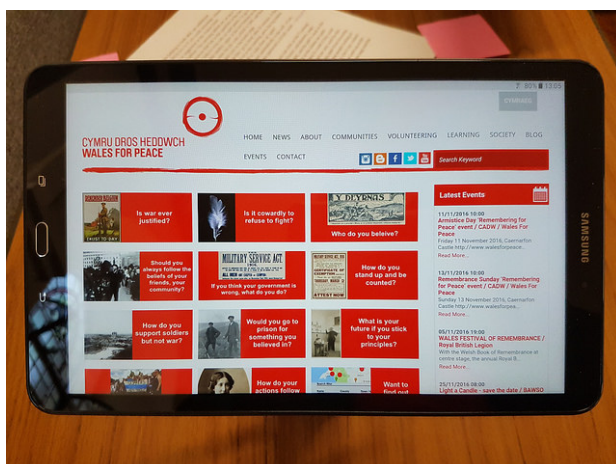 80% 13:05
CYMRAEG
CYMRU DROS HEDDWCH
WALES FOR PEACE
HOME NEWS ABOUT COMMUNITIES VOLUNTEERING LEARNING SOCIETY BLOG
EVENTS CONTACT
Search Keyword
Is war ever
justified?
Is it cowardly to
refuse to fight?
Y DEYRNAS
Who do you beleive?
Should you
always follow the
beliefs of your
friends, your
community?
MILITARY SERVICE ACT
If you think your government is
wrong, what do you do?
How do you
stand up and be
counted?
ATTEST NOW
How do you
support soldiers
but not war?
Would you go to
prison for
something you
believed in?
What is your
future if you stick
to your
principles?
How do your
actions follow
Want to
find out
Latest Events
11/11/2016 10:00
Armistice Day 'Remembering for
Peace' event / CADW / Wales For
Peace
Friday 11 November 2016, Caernarfon
Castle http://www.walesforpeace...
Read More...
13/11/2016 10:00
Remembrance Sunday 'Remembering
for Peace' event / CADW / Wales For
Peace
Sunday 13 November 2016, Caernarfon
Castle http://www.walesforpeace...
Read More...
05/11/2016 19:00
WALES FESTIVAL OF REMEMBRANCE /
Royal British Legion
With the Welsh Book of Remembrance at
centre stage, the annual Royal B...
Read More...
25/11/2016 08:00
Light a Candle - save the date / BAWSO
SAMSUNG